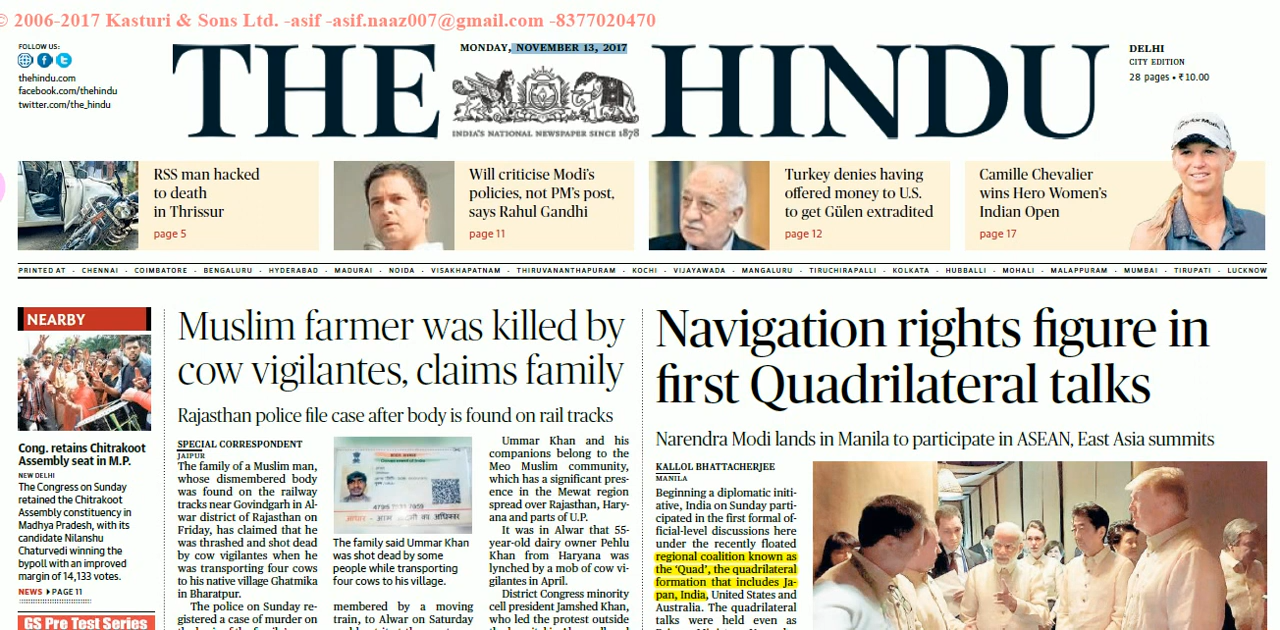 © 2006-2017 Kasturi & Sons Ltd. -asif -asif.naaz007@gmail.com -8377020470
FOLLOW US:
thehindu.com
facebook.com/thehindu
twitter.com/the_hindu
THE HINDU
MONDAY, NOVEMBER 13, 2017
INDIA'S NATIONAL NEWSPAPER SINCE 1878
DELHI
CITY EDITION
28 pages • ₹10.00
RSS man hacked
to death
in Thrissur
page 5
Will criticise Modi's
policies, not PM's post,
says Rahul Gandhi
page 11
Turkey denies having
offered money to U.S.
to get Gülen extradited
page 12
Camille Chevalier
wins Hero Women's
Indian Open
page 17
PRINTED AT · CHENNAI · COIMBATORE · BENGALURU · HYDERABAD · MADURAI · NOIDA · VISAKHAPATNAM · THIRUVANANTHAPURAM · KOCHI · VIJAYAWADA · MANGALURU · TIRUCHIRAPALLI · KOLKATA · HUBBALLI · MOHALI · MALAPPURAM · MUMBAI · TIRUPATI · LUCKNOW
NEARBY
Cong. retains Chitrakoot
Assembly seat in M.P.
NEW DELHI
The Congress on Sunday
retained the Chitrakoot
Assembly constituency in
Madhya Pradesh, with its
candidate Nilanshu
Chaturvedi winning the
bypoll with an improved
margin of 14,133 votes.
NEWS ▸ PAGE 11
GS Pre Test Series
Muslim farmer was killed by
cow vigilantes, claims family
Rajasthan police file case after body is found on rail tracks
SPECIAL CORRESPONDENT
JAIPUR
The family of a Muslim man,
whose dismembered body
was found on the railway
tracks near Govindgarh in Al-
war district of Rajasthan on
Friday, has claimed that he
was thrashed and shot dead
by cow vigilantes when he
was transporting four cows
to his native village Ghatmika
in Bharatpur.
The police on Sunday re-
gistered a case of murder on
The family said Ummar Khan
was shot dead by some
people while transporting
four cows to his village.
membered by a moving
train, to Alwar on Saturday
Ummar Khan and his
companions belong to the
Meo Muslim community,
which has a significant pres-
ence in the Mewat region
spread over Rajasthan, Hary-
ana and parts of U.P.
It was in Alwar that 55-
year-old dairy owner Pehlu
Khan from Haryana was
lynched by a mob of cow vi-
gilantes in April.
District Congress minority
cell president Jamshed Khan,
who led the protest outside
Navigation rights figure in
first Quadrilateral talks
Narendra Modi lands in Manila to participate in ASEAN, East Asia summits
KALLOL BHATTACHERJEE
MANILA
Beginning a diplomatic initi-
ative, India on Sunday parti-
cipated in the first formal of-
ficial-level discussions here
under the recently floated
regional coalition known as
the 'Quad', the quadrilateral
formation that includes Ja-
pan, India, United States and
Australia. The quadrilateral
talks were held even as